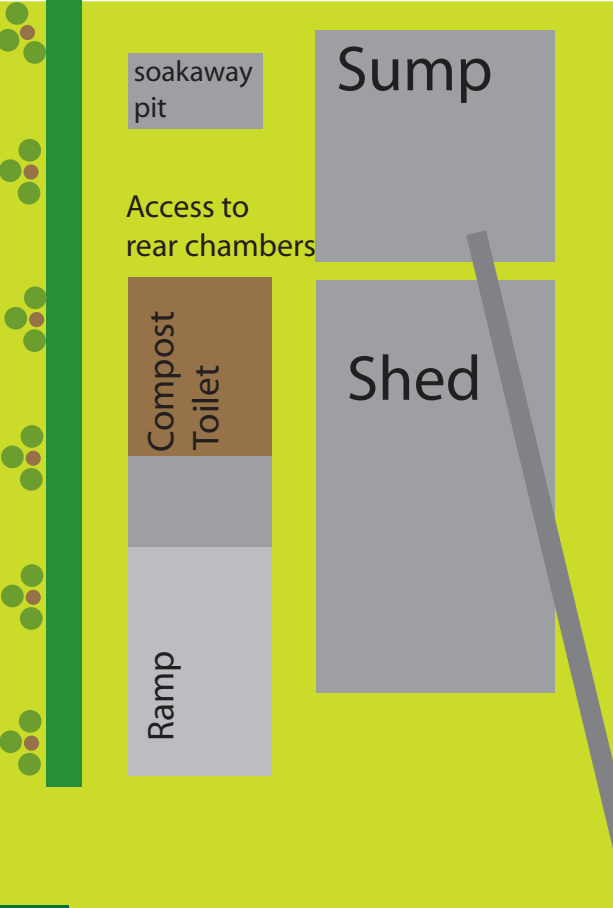 soakaway
pit
Sump
Access to
rear chambers
Compost
Toilet
Shed
Ramp